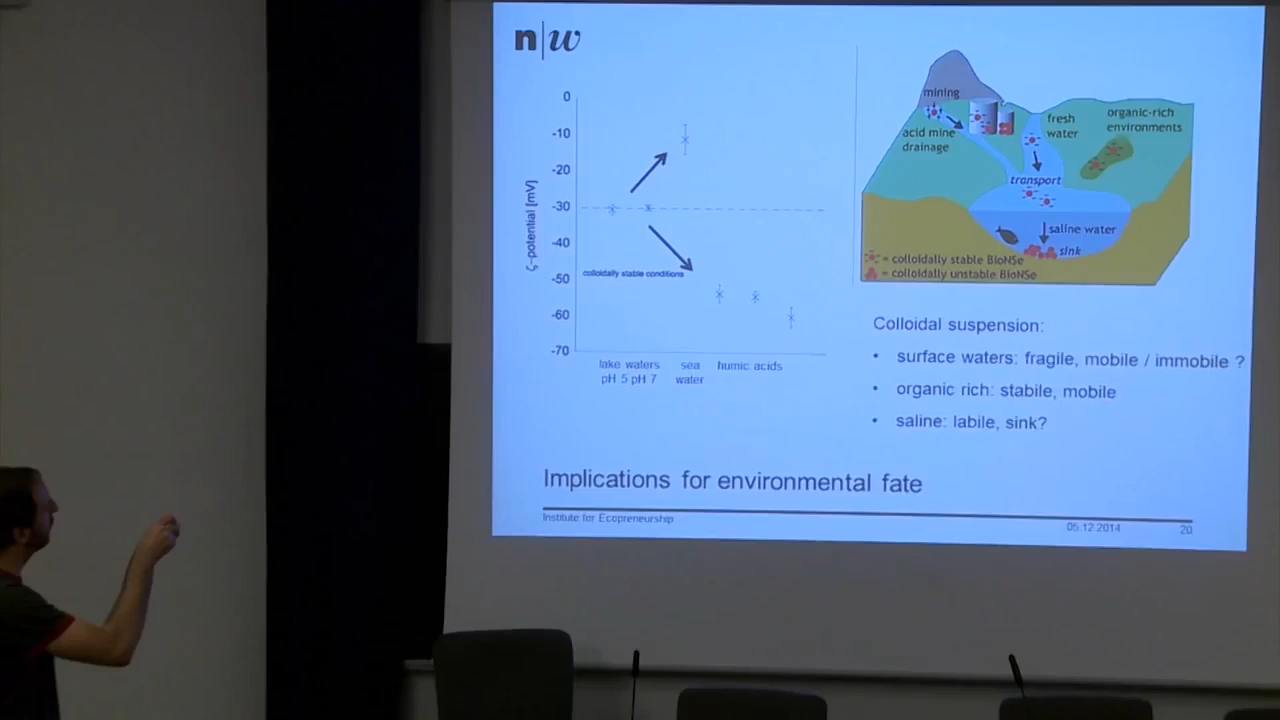 n|w
0
-10
-20
-30
-40
-50
-60
-70
ζ-potential [mV]
colloidally stable conditions
lake waters
pH 5 pH 7
sea
water
humic acids
mining
acid mine
drainage
fresh
water
organic-rich
environments
transport
saline water
sink
= colloidally stable BioNSe
= colloidally unstable BioNSe
Colloidal suspension:
• surface waters: fragile, mobile / immobile ?
• organic rich: stabile, mobile
• saline: labile, sink?
Implications for environmental fate
Institute for Ecopreneurship
05.12.2014
20